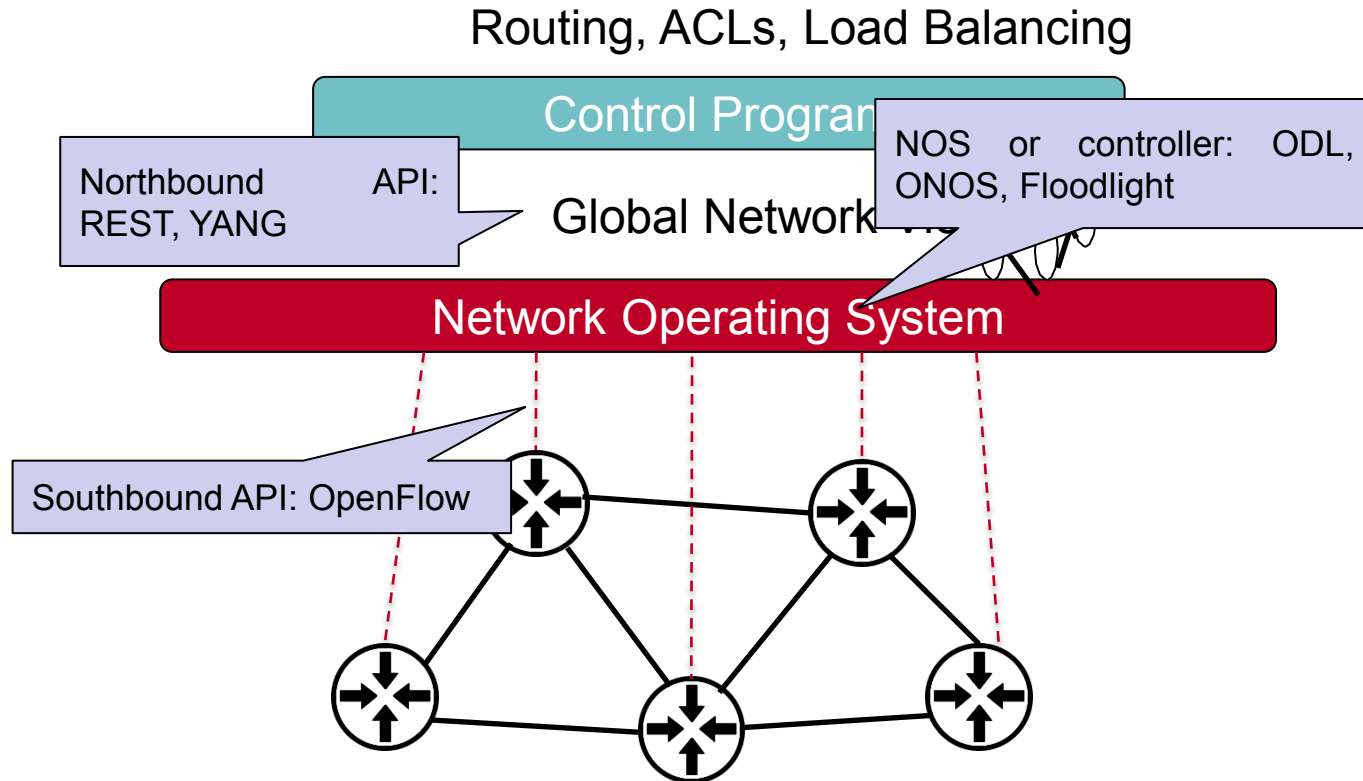 Routing, ACLs, Load Balancing
Control Program
NOS or controller: ODL,
ONOS, Floodlight
Northbound API:
REST, YANG
Global Network
Network Operating System
Southbound API: OpenFlow